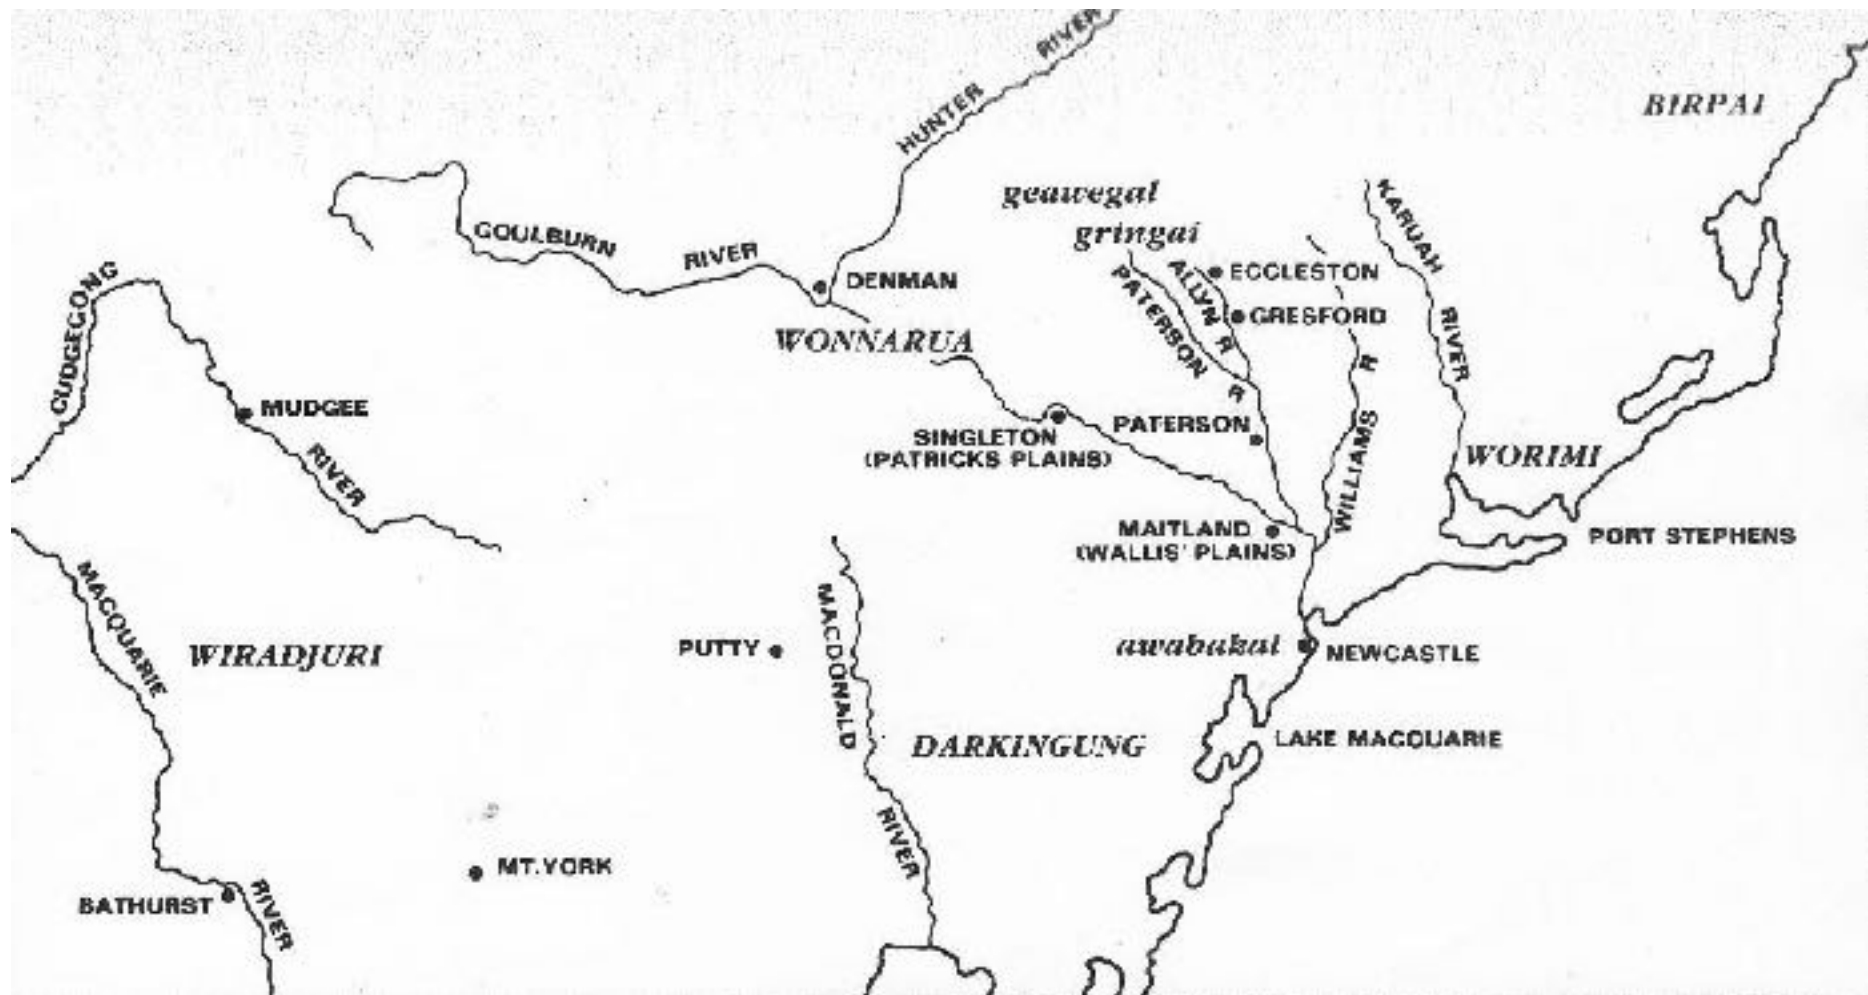 HUNTER RIVER
BIRPAI
geawegal
gringai
KARUAH RIVER
GOULBURN RIVER
DENMAN
ECCLESTON
ALLYN R
GRESFORD
PATERSON R
CUDGEGONG RIVER
WONNARUA
MUDGEE
SINGLETON
(PATRICKS PLAINS)
PATERSON
WILLIAMS R
WORIMI
MAITLAND
(WALLIS' PLAINS)
PORT STEPHENS
MACQUARIE RIVER
WIRADJURI
PUTTY
MACDONALD RIVER
awabakal
NEWCASTLE
DARKINGUNG
LAKE MACQUARIE
MT.YORK
BATHURST